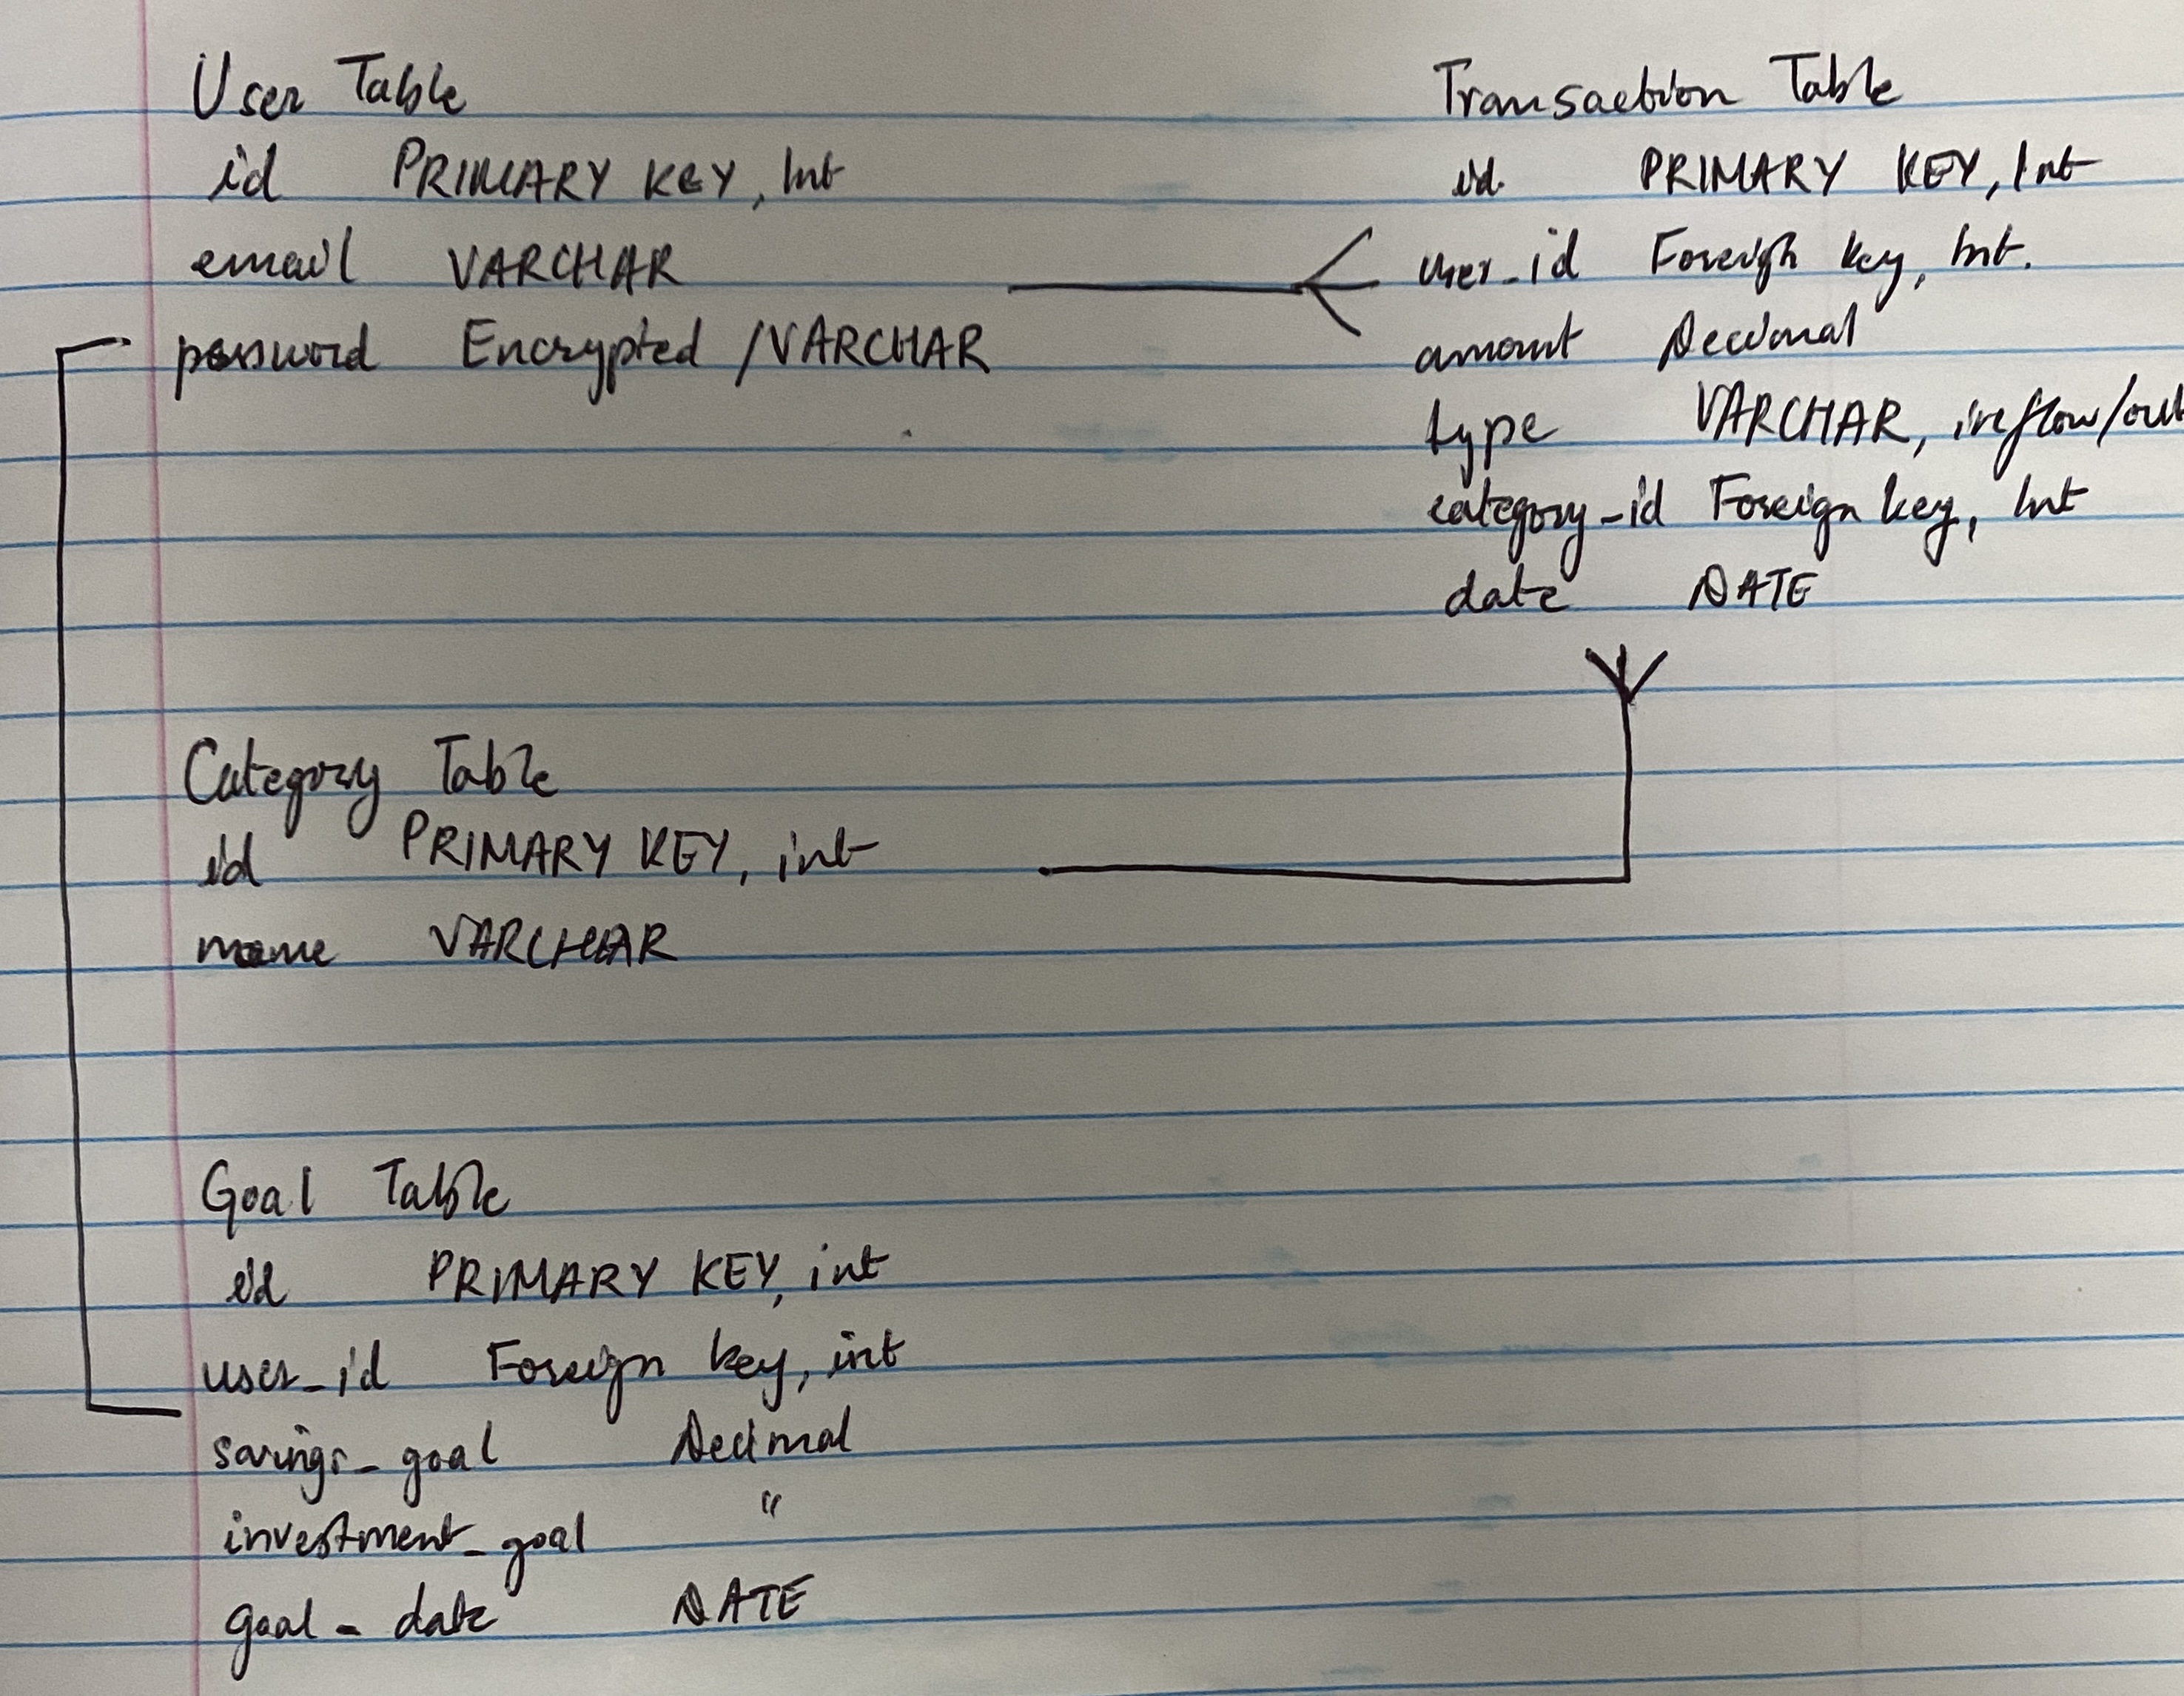 User Table
id PRIMARY KEY, Int
email VARCHAR
password Encrypted /VARCHAR
Transaction Table
id PRIMARY KEY, Int
user_id Foreign key, Int.
amount Decimal
type VARCHAR, inflow/out
category_id Foreign key, Int
date DATE
Category Table
id PRIMARY KEY, int
name VARCHAR
Goal Table
id PRIMARY KEY, int
user_id Foreign key, int
savings_goal Decimal
investment_goal "
goal_date DATE